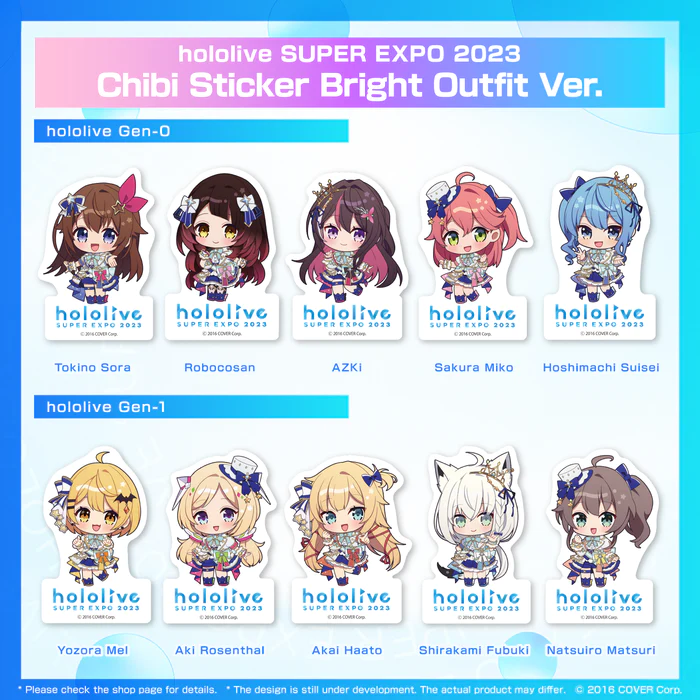 hololive SUPER EXPO 2023
Chibi Sticker Bright Outfit Ver.
hololive Gen-0
hololive
SUPER EXPO 2023
© 2016 COVER Corp.
hololive
SUPER EXPO 2023
© 2016 COVER Corp.
hololive
SUPER EXPO 2023
© 2016 COVER Corp.
hololive
SUPER EXPO 2023
© 2016 COVER Corp.
hololive
SUPER EXPO 2023
© 2016 COVER Corp.
Tokino Sora
Robocosan
AZKi
Sakura Miko
Hoshimachi Suisei
hololive Gen-1
hololive
SUPER EXPO 2023
© 2016 COVER Corp.
hololive
SUPER EXPO 2023
© 2016 COVER Corp.
hololive
SUPER EXPO 2023
© 2016 COVER Corp.
hololive
SUPER EXPO 2023
© 2016 COVER Corp.
hololive
SUPER EXPO 2023
© 2016 COVER Corp.
Yozora Mel
Aki Rosenthal
Akai Haato
Shirakami Fubuki
Natsuiro Matsuri
* Please check the shop page for details. * The design is still under development. The actual product may differ. © 2016 COVER Corp.